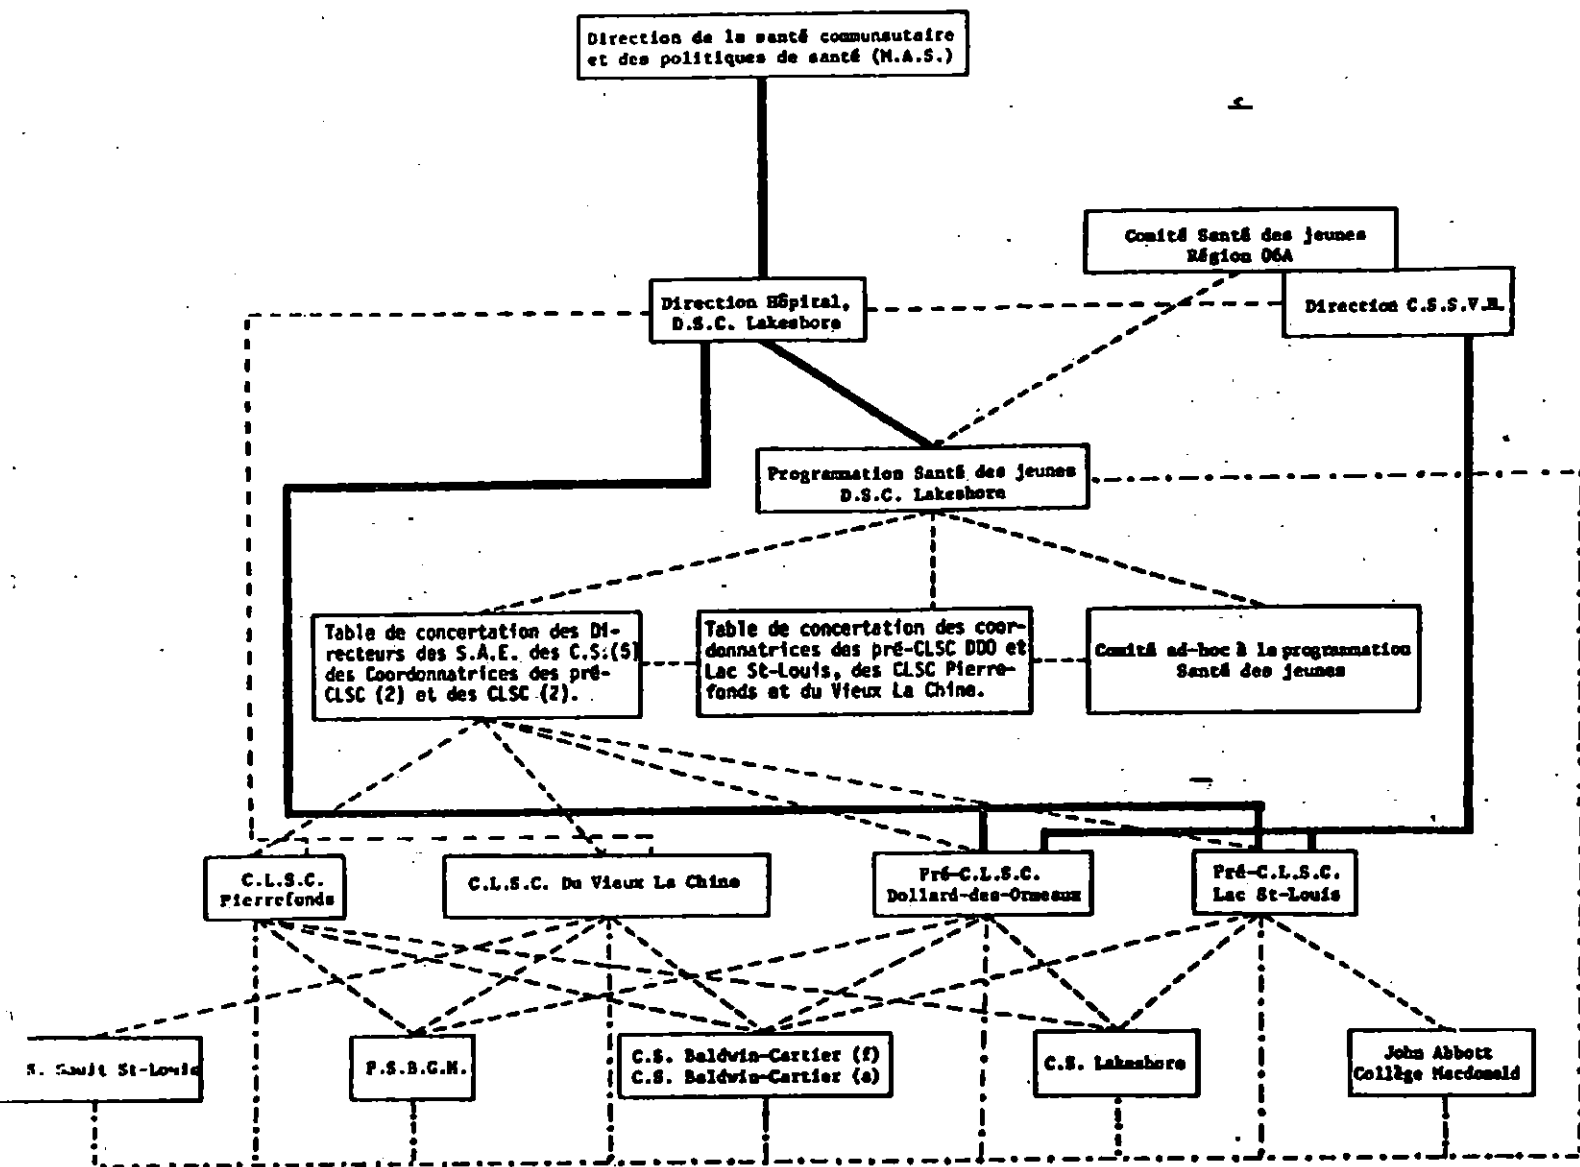 Direction de la santé communautaire
et des politiques de santé (M.A.S.)
Comité Santé des jeunes
Région 06A
Direction Hôpital,
D.S.C. Lakeshore
Direction C.S.S.V.R.
Programmation Santé des jeunes
D.S.C. Lakeshore
Table de concertation des Di-
recteurs des S.A.E. des C.S.(5)
des Coordonnatrices des pré-
CLSC (2) et des CLSC (2).
Table de concertation des coor-
donnatrices des pré-CLSC DDO et
Lac St-Louis, des CLSC Pierre-
fonds et du Vieux La Chine.
Comité ad-hoc à la programmation
Santé des jeunes
C.L.S.C.
Pierrefonds
C.L.S.C. Du Vieux La Chine
Pré-C.L.S.C.
Dollard-des-Ormeaux
Pré-C.L.S.C.
Lac St-Louis
S. Sault St-Louis
P.S.B.G.M.
C.S. Baldwin-Cartier (f)
C.S. Baldwin-Cartier (a)
C.S. Lakeshore
John Abbott
Collège Macdonald